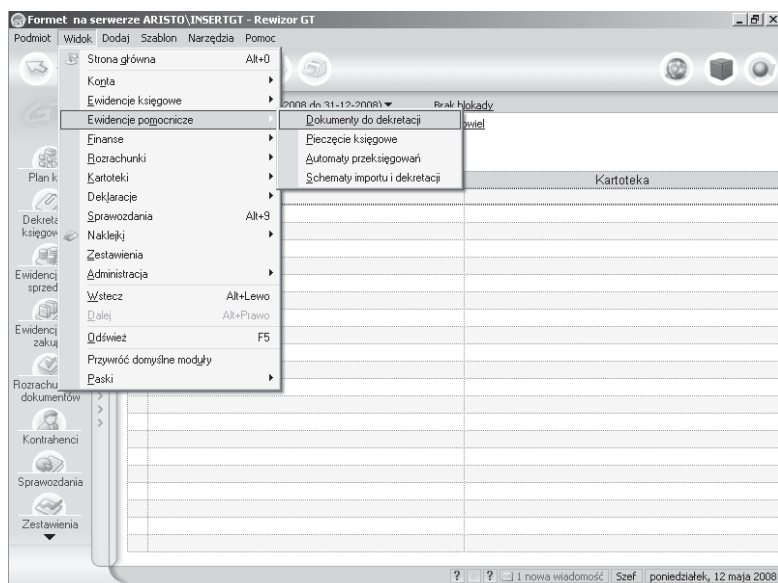 Formet na serwerze ARISTO\INSERTGT - Rewizor GT
Podmiot Widok Dodaj Szablon Narzędzia Pomoc
Strona główna Alt+0
Konta
Ewidencje księgowe
Ewidencje pomocnicze
Finanse
Rozrachunki
Kartoteki
Deklaracje
Sprawozdania Alt+9
Naklejki
Zestawienia
Administracja
Wstecz Alt+Lewo
Dalej Alt+Prawo
Odśwież F5
Przywróć domyślne moduły
Paski
2008 do 31-12-2008) Brak blokady
Dokumenty do dekretacji
Pieczęcie księgowe
Automaty przeksięgowań
Schematy importu i dekretacji
Kartoteka
Plan k
Dekreta
księgow
Ewidencj
sprzed
Ewidencj
zaku
Rozrachu
dokumentów
Kontrahenci
Sprawozdania
Zestawienia
? ? 1 nowa wiadomość Szef poniedziałek, 12 maja 2008